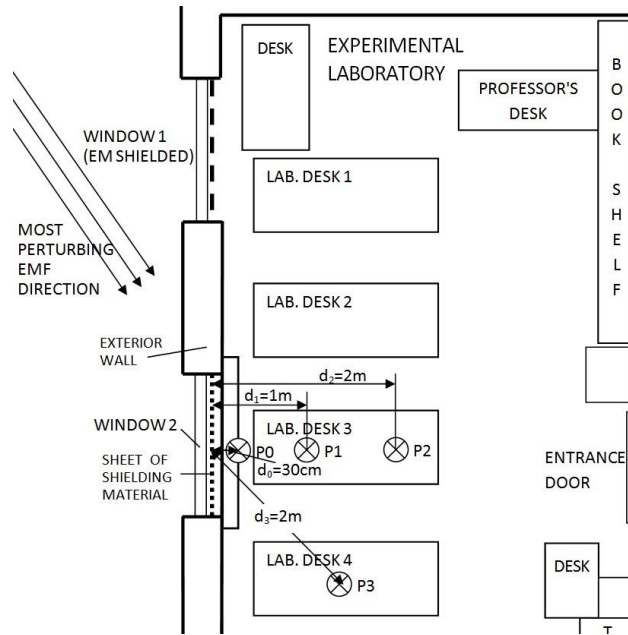 DESK
EXPERIMENTAL
LABORATORY
PROFESSOR'S
DESK
B
O
O
K
S
H
E
L
F
WINDOW 1
(EM SHIELDED)
LAB. DESK 1
MOST
PERTURBING
EMF
DIRECTION
LAB. DESK 2
EXTERIOR
WALL
d₂=2m
d₁=1m
WINDOW 2
LAB. DESK 3
P0
P1
P2
d₀=30cm
SHEET OF
SHIELDING
MATERIAL
ENTRANCE
DOOR
d₃=2m
LAB. DESK 4
P3
DESK
T